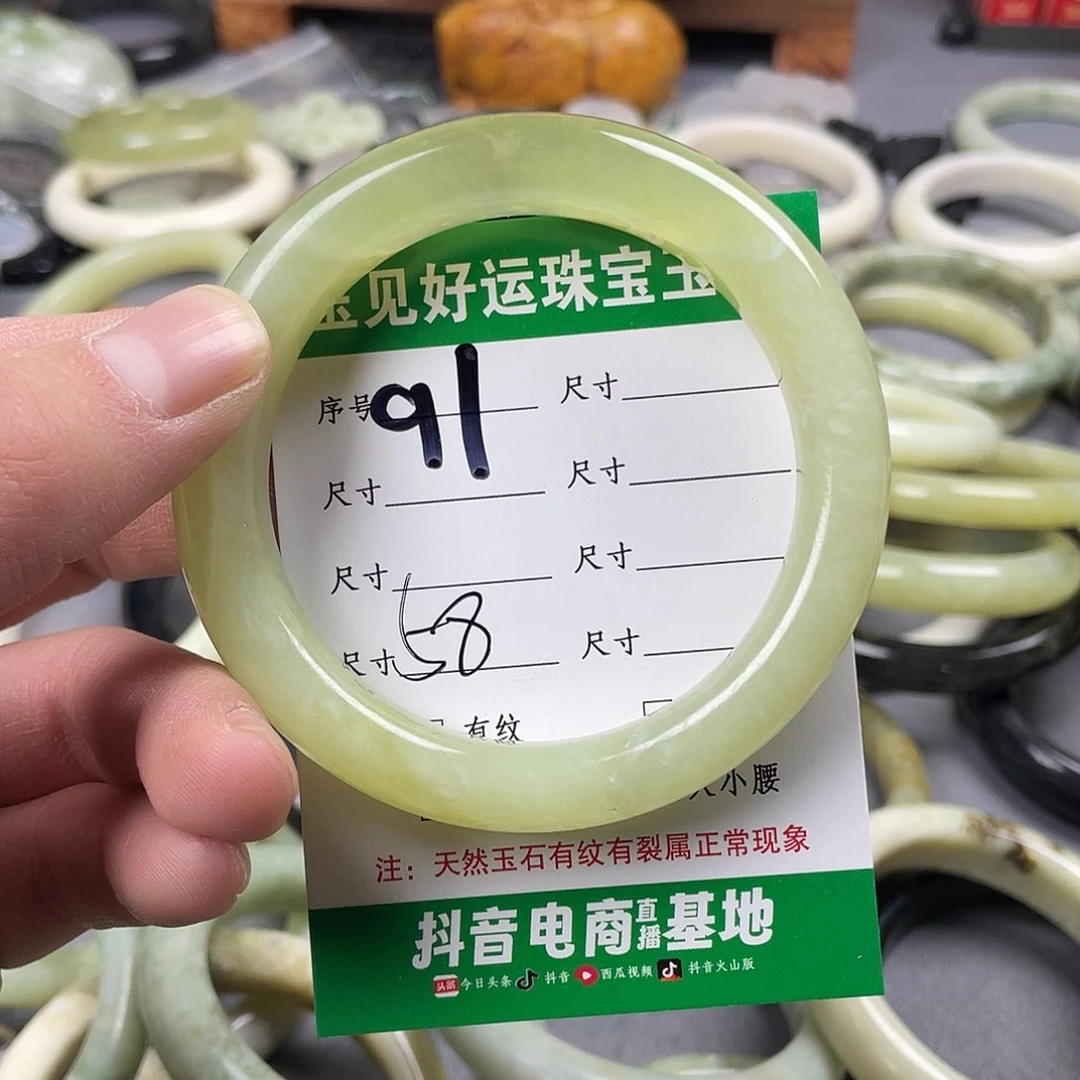 玉见好运珠宝玉
序号 91 尺寸
尺寸 尺寸
尺寸 尺寸
尺寸 58 尺寸
有纹
小腰
注：天然玉石有纹有裂属正常现象
抖音电商直播基地
头条 今日头条 抖音 西瓜视频 抖音火山版